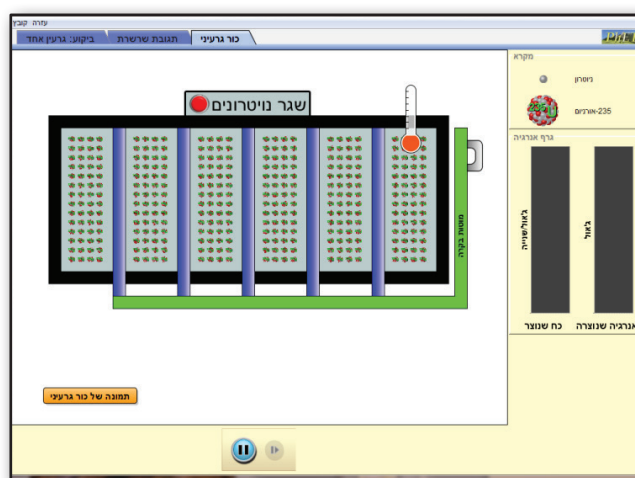 קובץ עזרה
כור גרעיני
תגובת שרשרת
ביקוע: גרעין אחד
מקרא
ניוטרון
אורניום-235
גרף אנרגיה
ג'אול/שנייה
ג'אול
כח שנוצר
אנרגיה שנוצרה
שגר נויטרונים
מוטות בקרה
תמונה של כור גרעיני